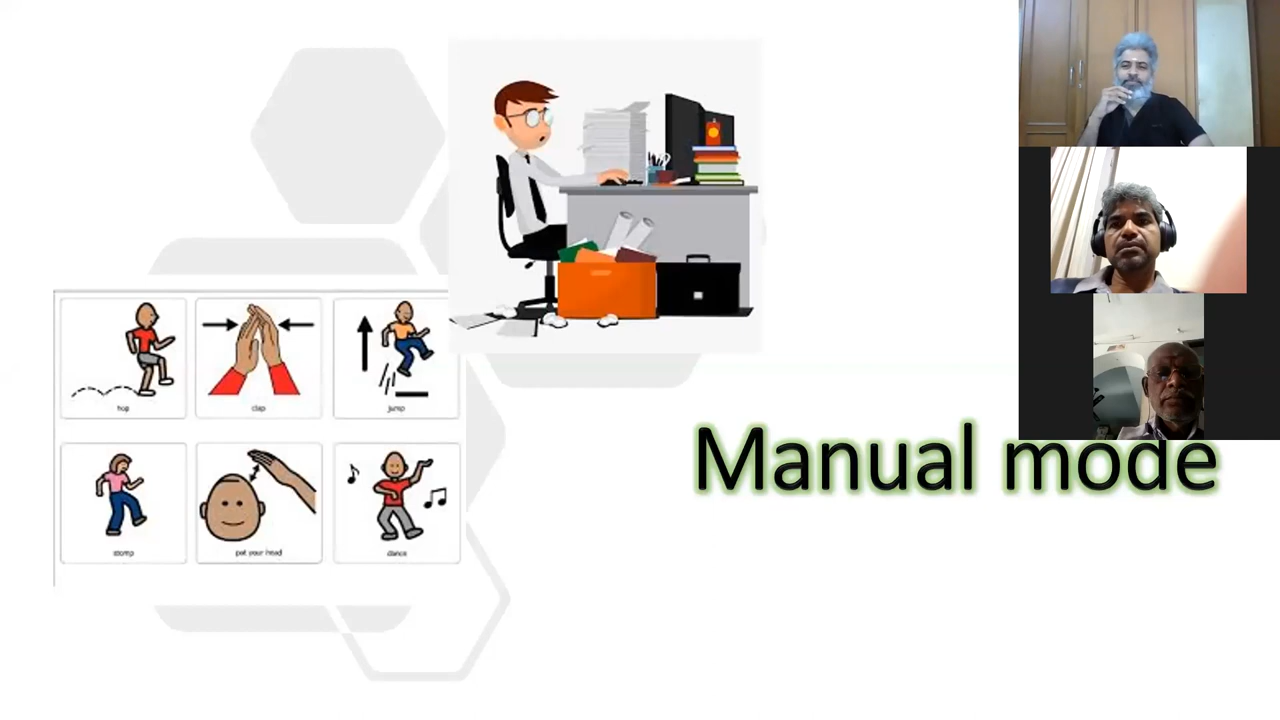 hop
clap
jump
stomp
pat your head
dance
Manual mode